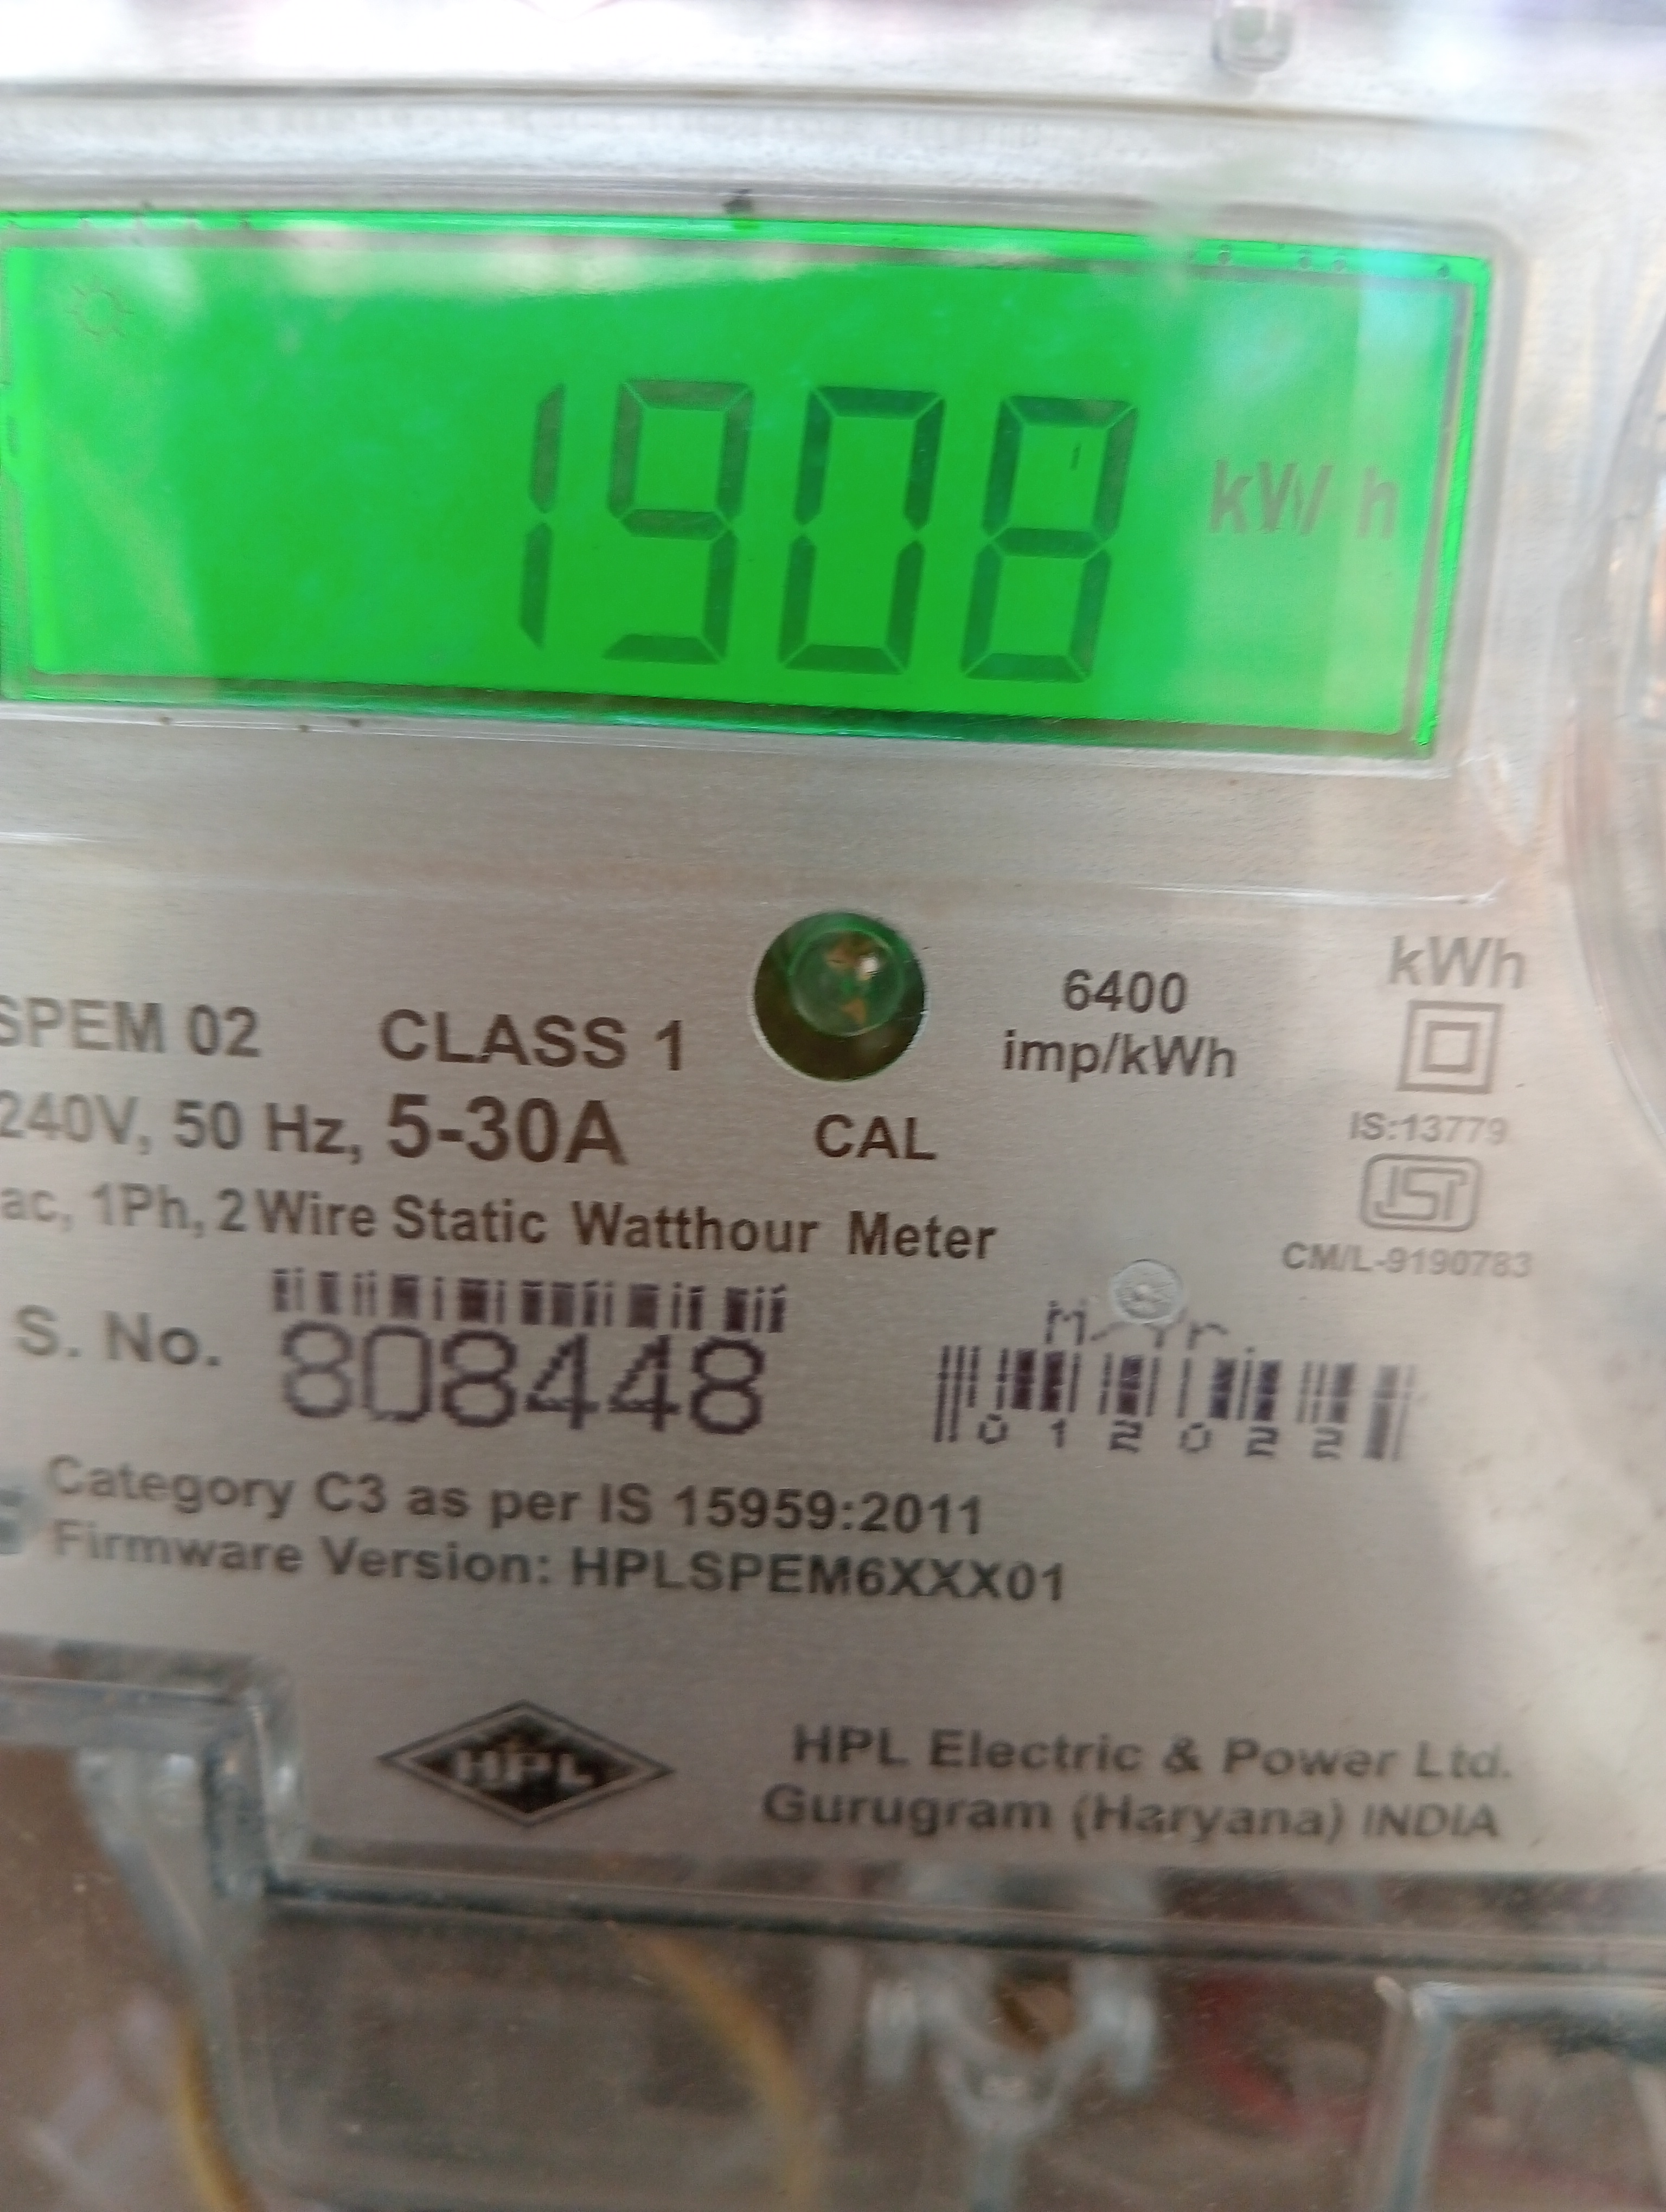 1908 kWh
SPEM 02 CLASS 1
6400
imp/kWh
kWh
240V, 50 Hz, 5-30A
CAL
IS:13779
ac, 1Ph, 2 Wire Static Watthour Meter
ISI
CM/L-9190783
S. No. 808448
M. Yr
012022
Category C3 as per IS 15959:2011
Firmware Version: HPLSPEM6XXX01
HPL
HPL Electric & Power Ltd.
Gurugram (Haryana) INDIA